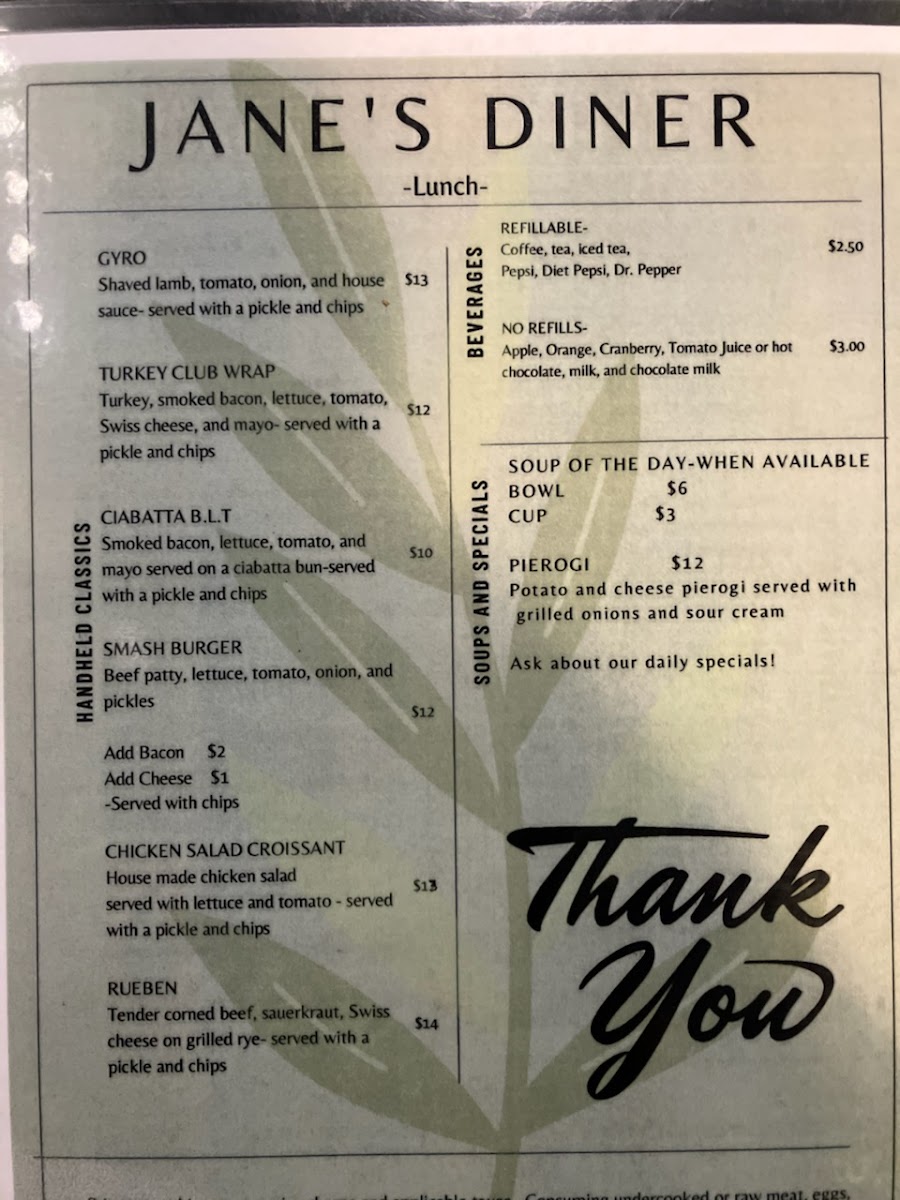 JANE'S DINER
-Lunch-
HANDHELD CLASSICS
GYRO
Shaved lamb, tomato, onion, and house $13
sauce- served with a pickle and chips
TURKEY CLUB WRAP
Turkey, smoked bacon, lettuce, tomato,
Swiss cheese, and mayo- served with a $12
pickle and chips
CIABATTA B.L.T
Smoked bacon, lettuce, tomato, and
mayo served on a ciabatta bun-served $10
with a pickle and chips
SMASH BURGER
Beef patty, lettuce, tomato, onion, and
pickles
$12
Add Bacon $2
Add Cheese $1
-Served with chips
CHICKEN SALAD CROISSANT
House made chicken salad $13
served with lettuce and tomato - served
with a pickle and chips
RUEBEN
Tender corned beef, sauerkraut, Swiss
cheese on grilled rye- served with a $14
pickle and chips
BEVERAGES
REFILLABLE-
Coffee, tea, iced tea, $2.50
Pepsi, Diet Pepsi, Dr. Pepper
NO REFILLS-
Apple, Orange, Cranberry, Tomato Juice or hot $3.00
chocolate, milk, and chocolate milk
SOUPS AND SPECIALS
SOUP OF THE DAY-WHEN AVAILABLE
BOWL $6
CUP $3
PIEROGI $12
Potato and cheese pierogi served with
grilled onions and sour cream
Ask about our daily specials!
Thank
You
Consuming undercooked or raw meat, eggs,